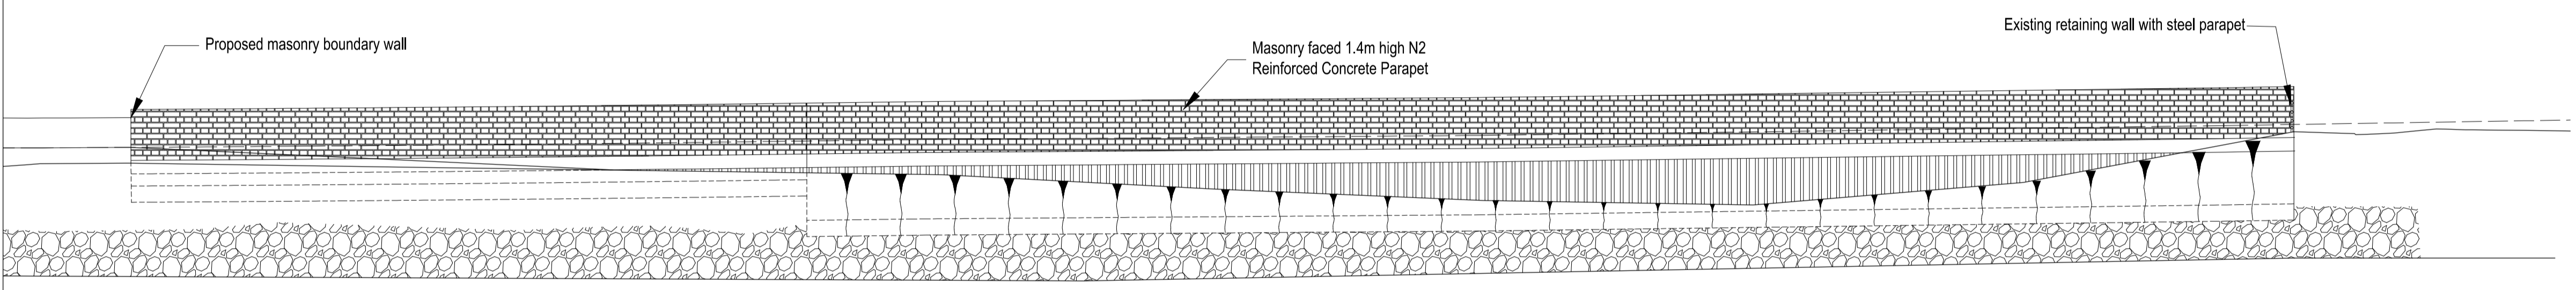 Proposed masonry boundary wall
Masonry faced 1.4m high N2
Reinforced Concrete Parapet
Existing retaining wall with steel parapet